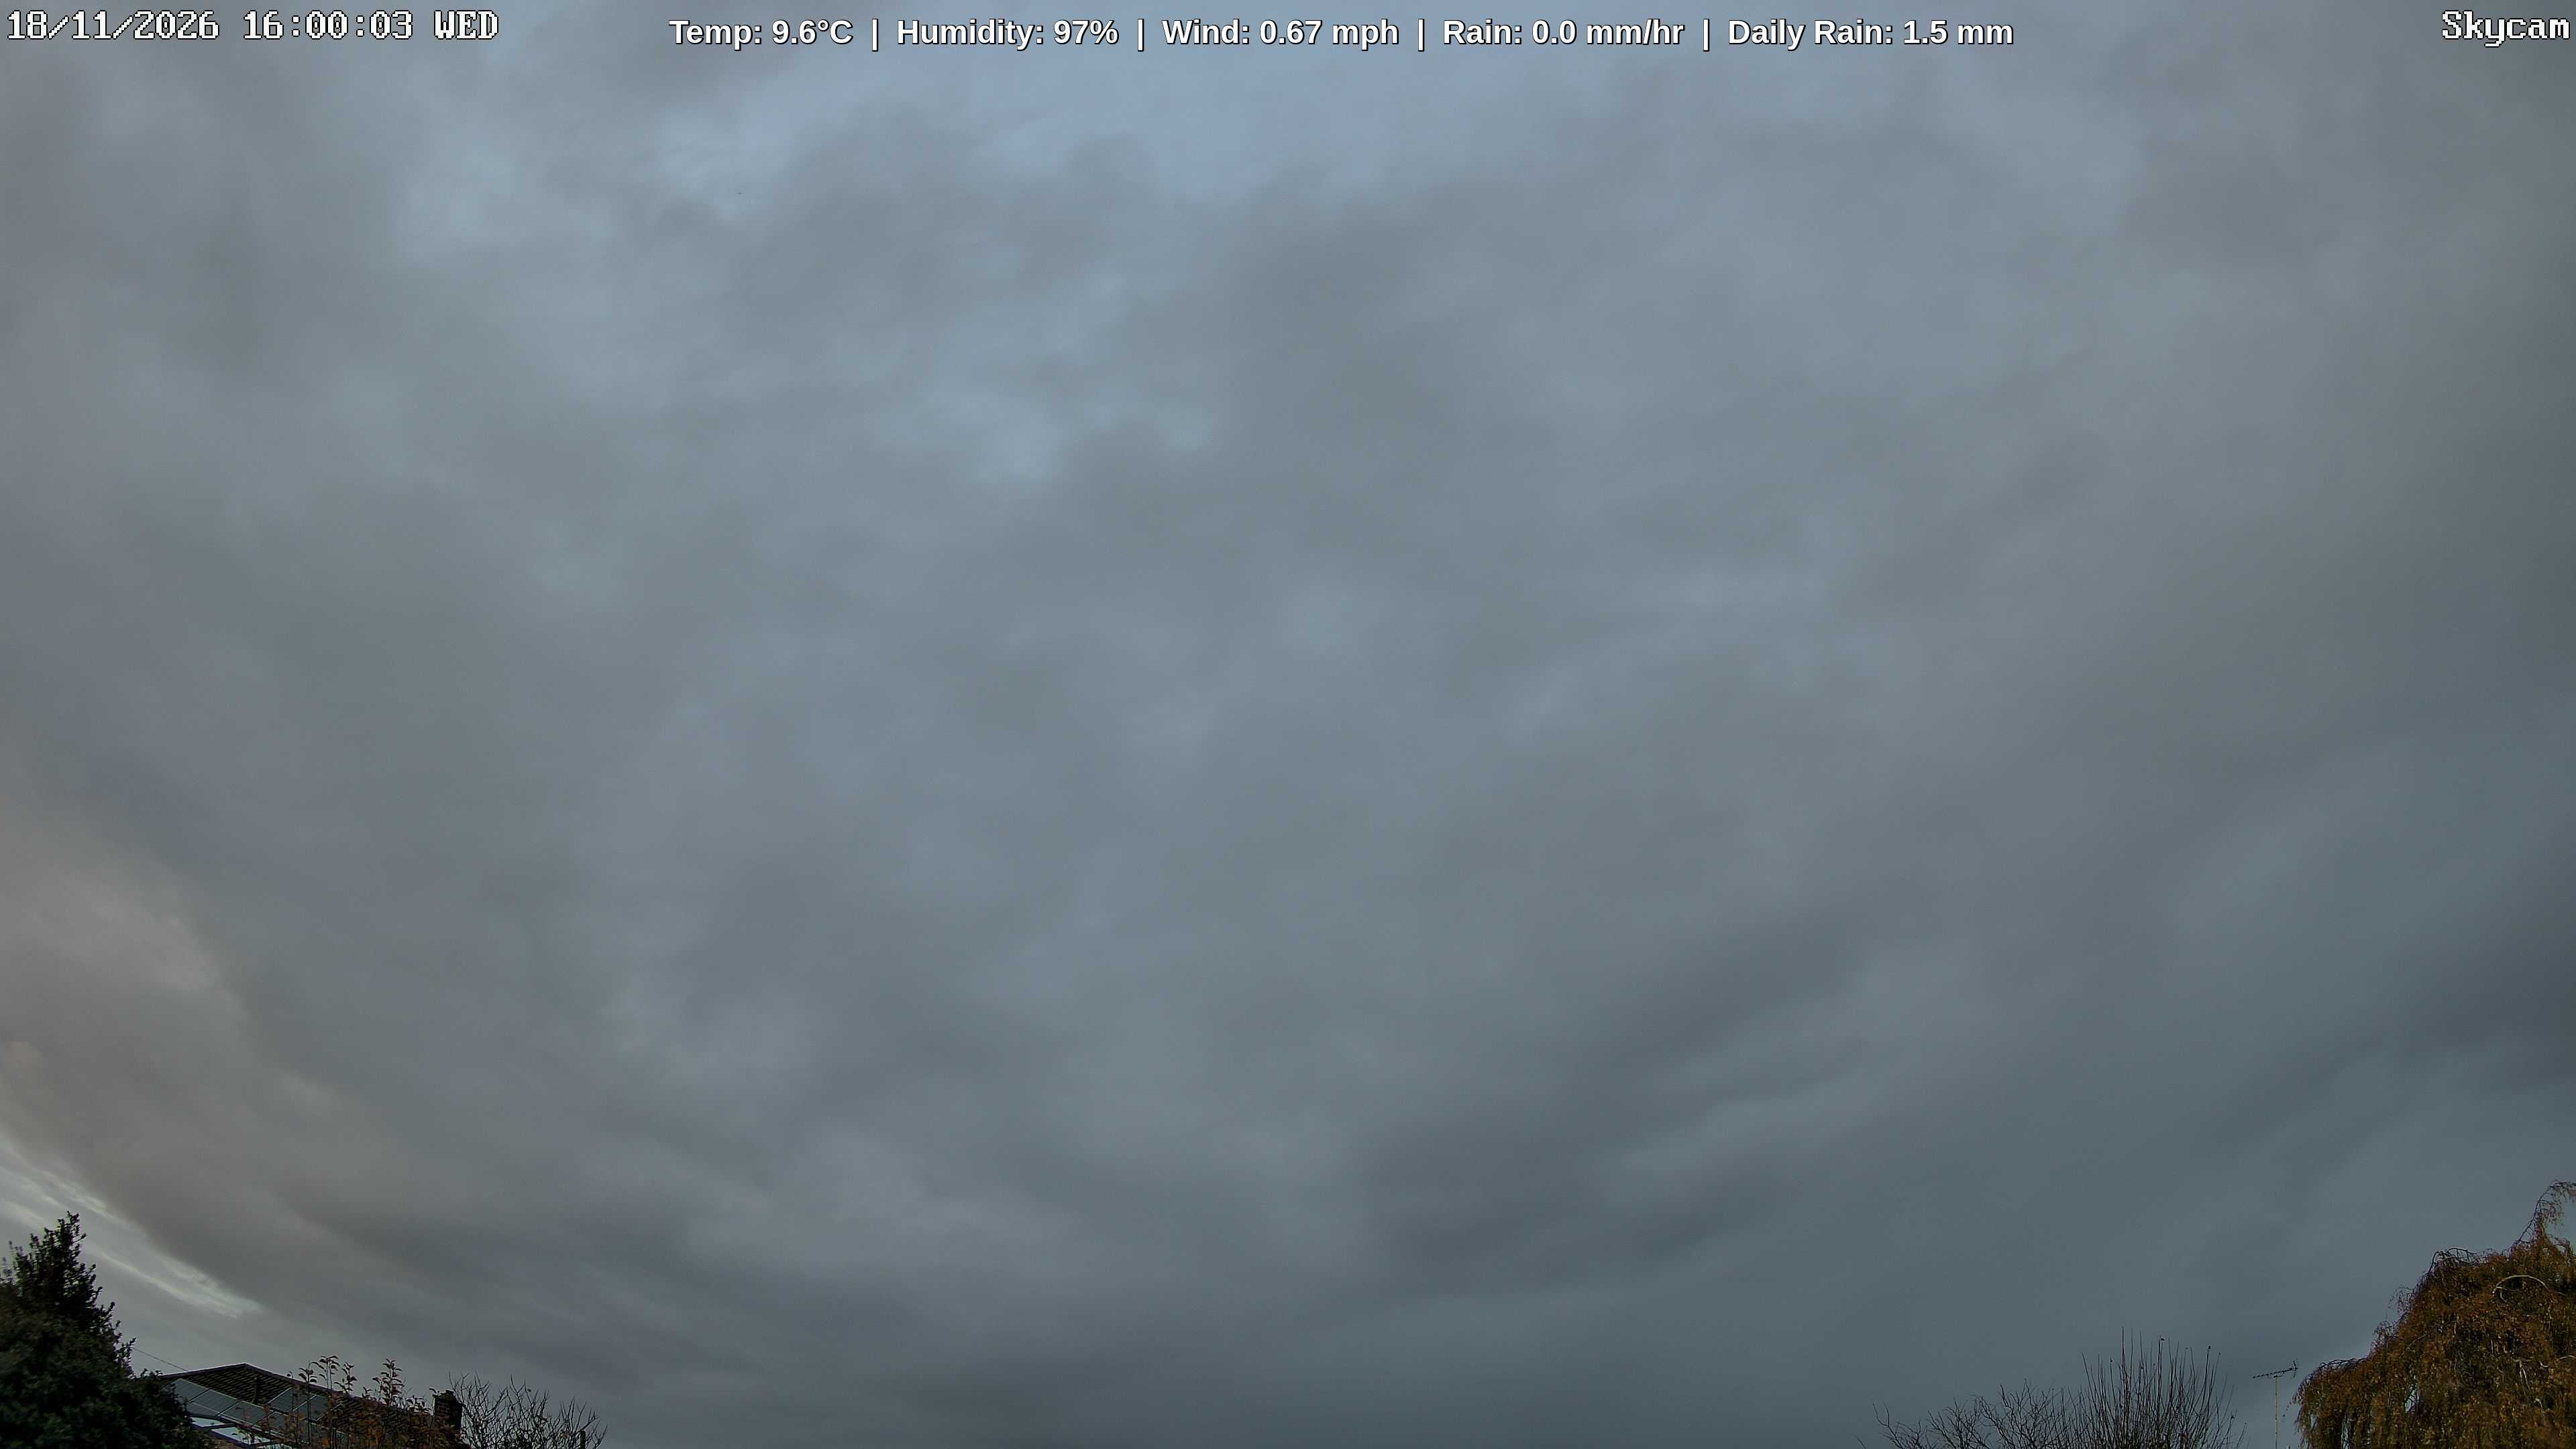 18/11/2026 16:00:03 WED
Temp: 9.6°C | Humidity: 97% | Wind: 0.67 mph | Rain: 0.0 mm/hr | Daily Rain: 1.5 mm
Skycam